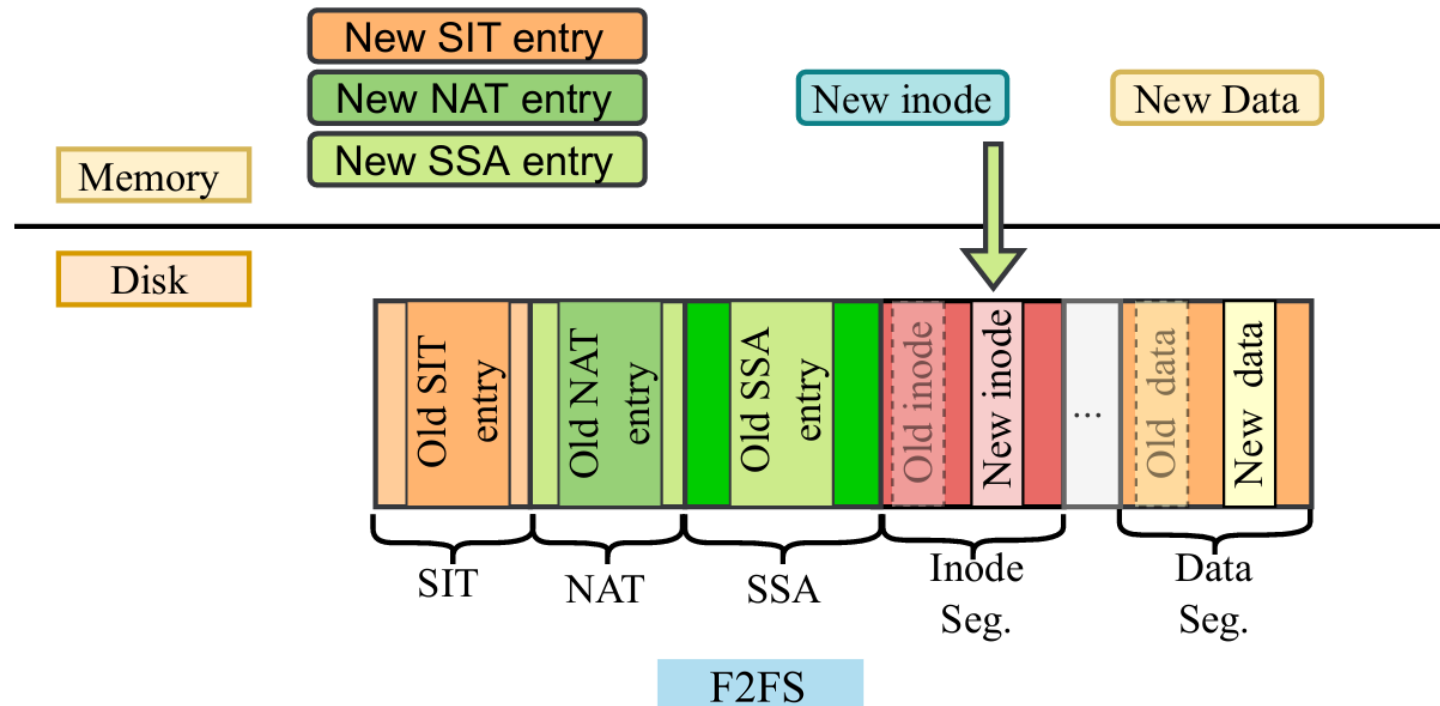 New SIT entry
New NAT entry
New SSA entry
New inode
New Data
Memory
Disk
Old SIT
entry
Old NAT
entry
Old SSA
entry
Old inode
New inode
...
Old data
New data
SIT
NAT
SSA
Inode
Seg.
Data
Seg.
F2FS